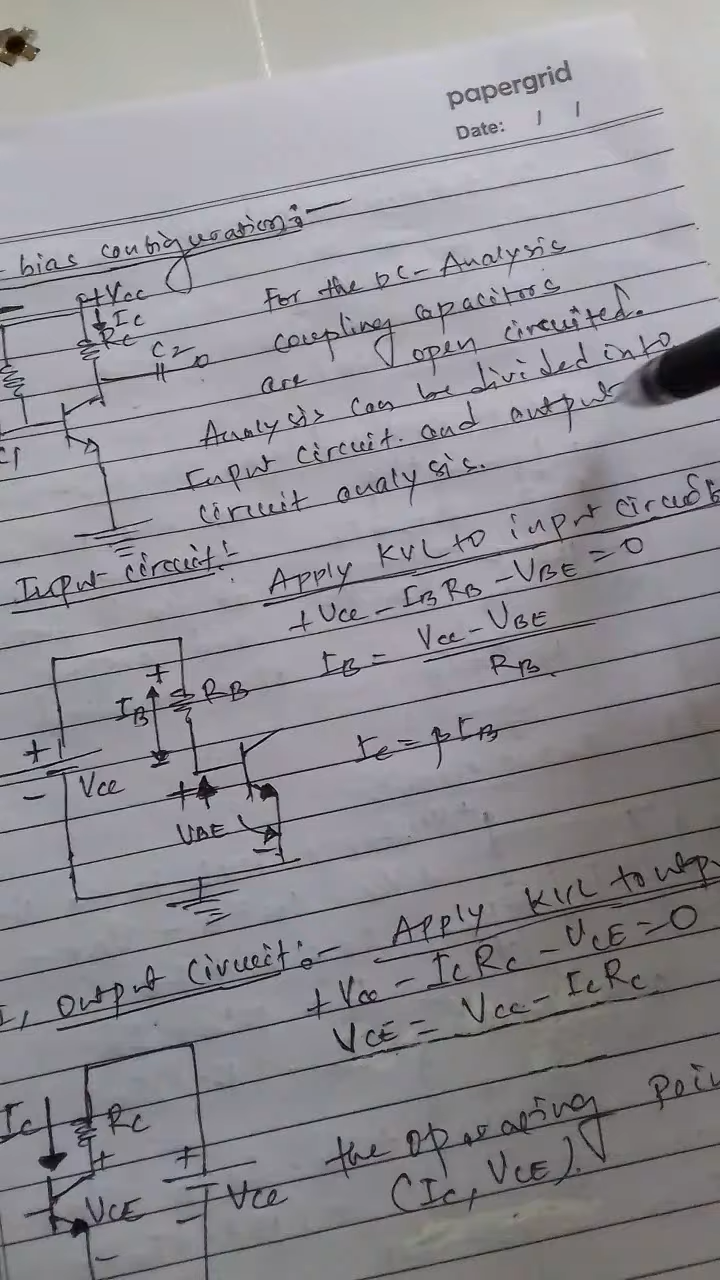 papergrid
Date: / /
- bias configuration:-
+Vcc
Ic
Rc
C2
C1
For the DC-Analysis
coupling capacitors
are open circuited.
Analysis can be divided into
Input circuit and output
circuit analysis.
Input circuit:
Apply KVL to input circuit
+Vcc - IBRB - VBE = 0
IB = Vcc - VBE
RB
Ic = βIB
+
IB
RB
+
-
Vcc
+
VBE
-
Output circuit:-
Apply KVL to
+Vcc - IcRc - VCE = 0
VCE = Vcc - IcRc
Ic
Rc
+
VCE
-
+
-
Vcc
the operating
(Ic, VCE).